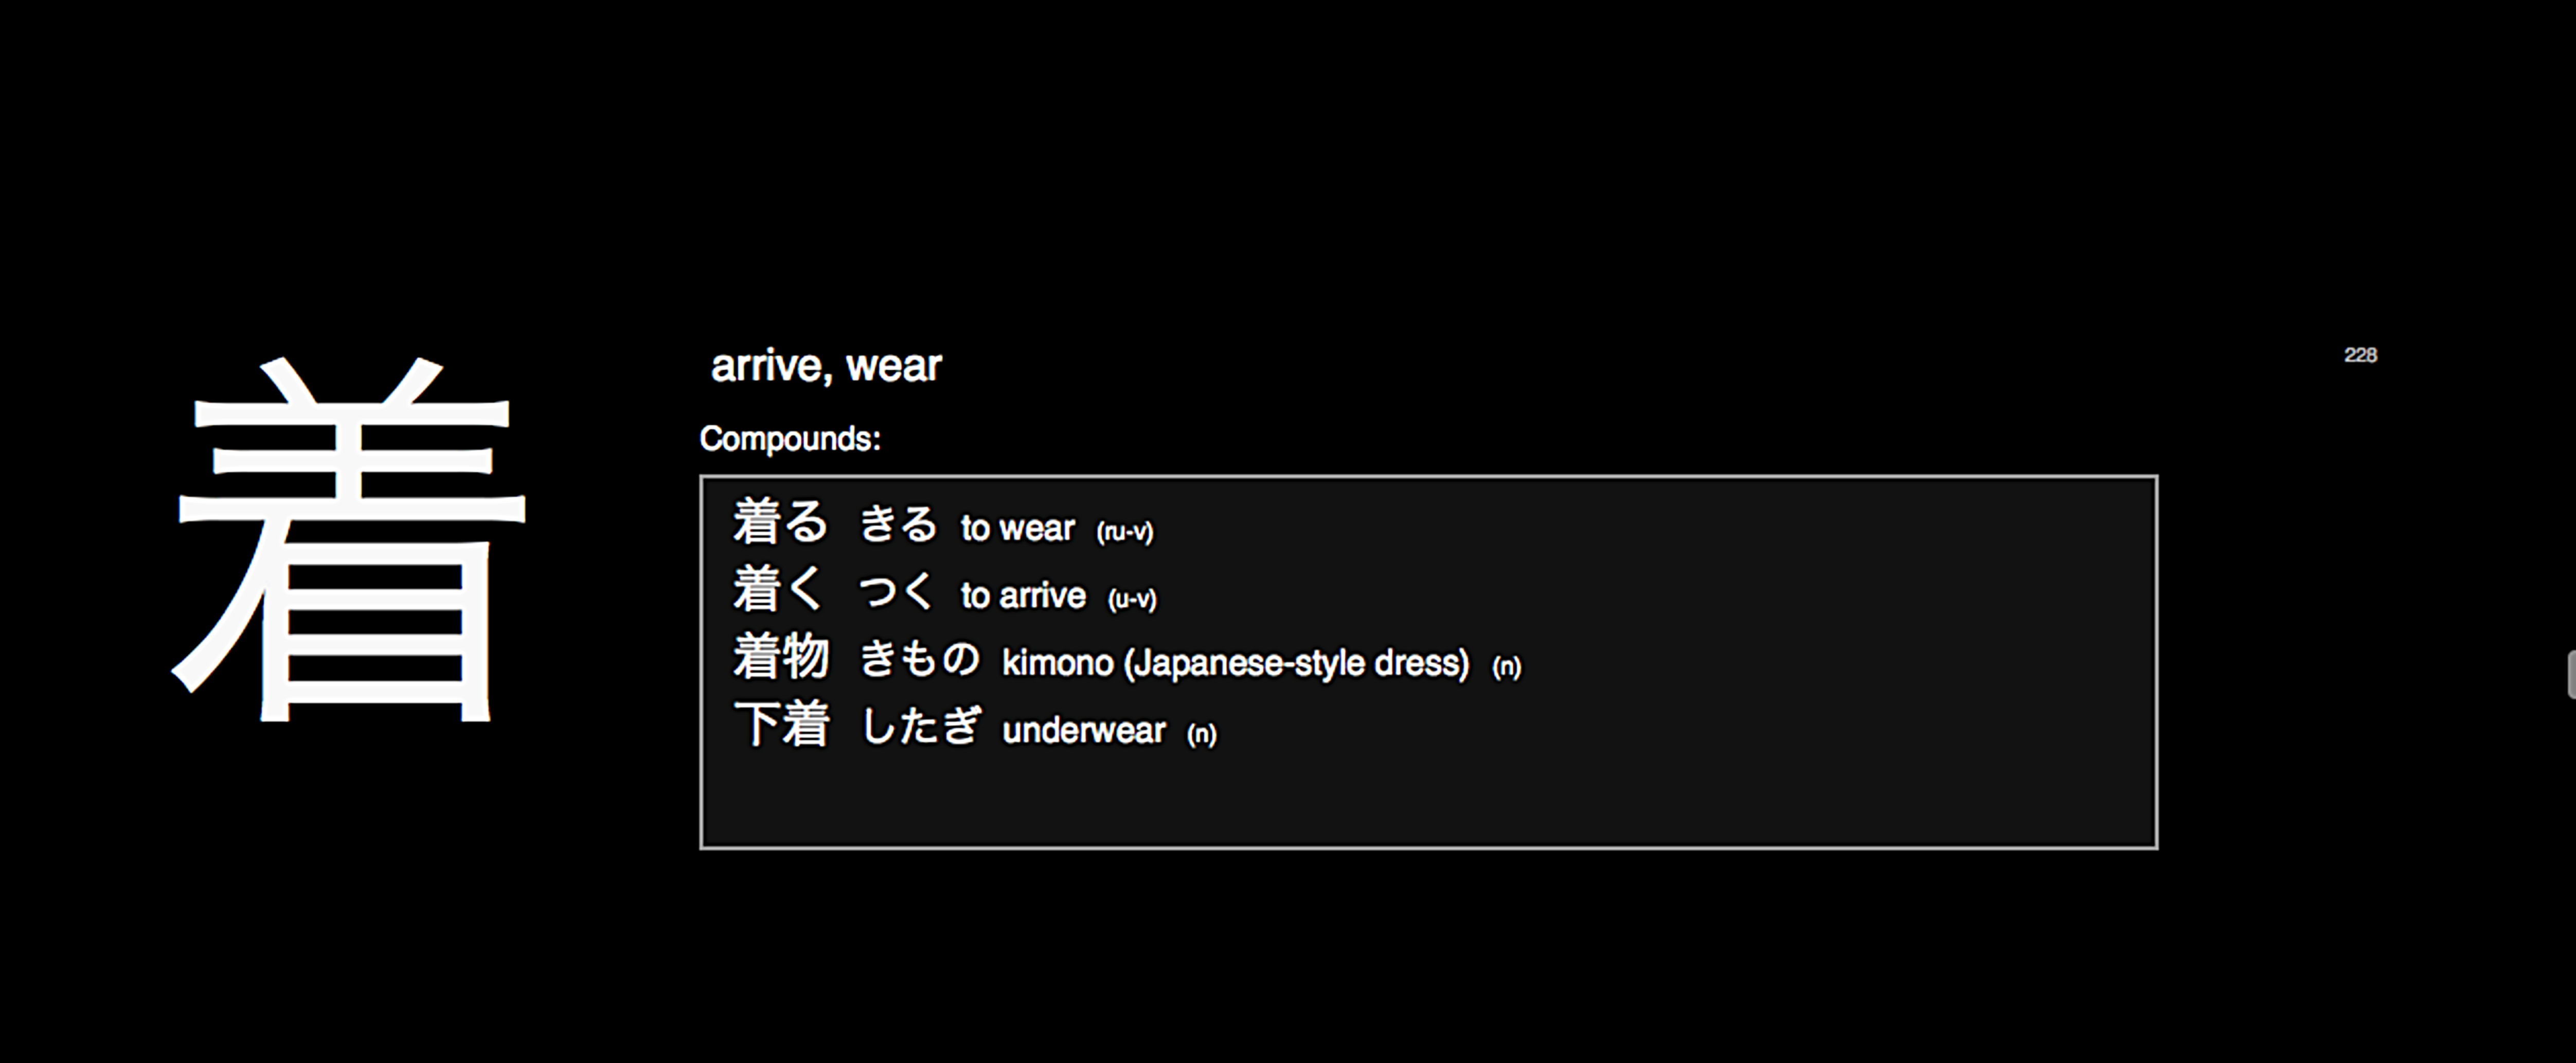 着
arrive, wear
228
Compounds:
着る きる to wear (ru-v)
着く つく to arrive (u-v)
着物 きもの kimono (Japanese-style dress) (n)
下着 したぎ underwear (n)